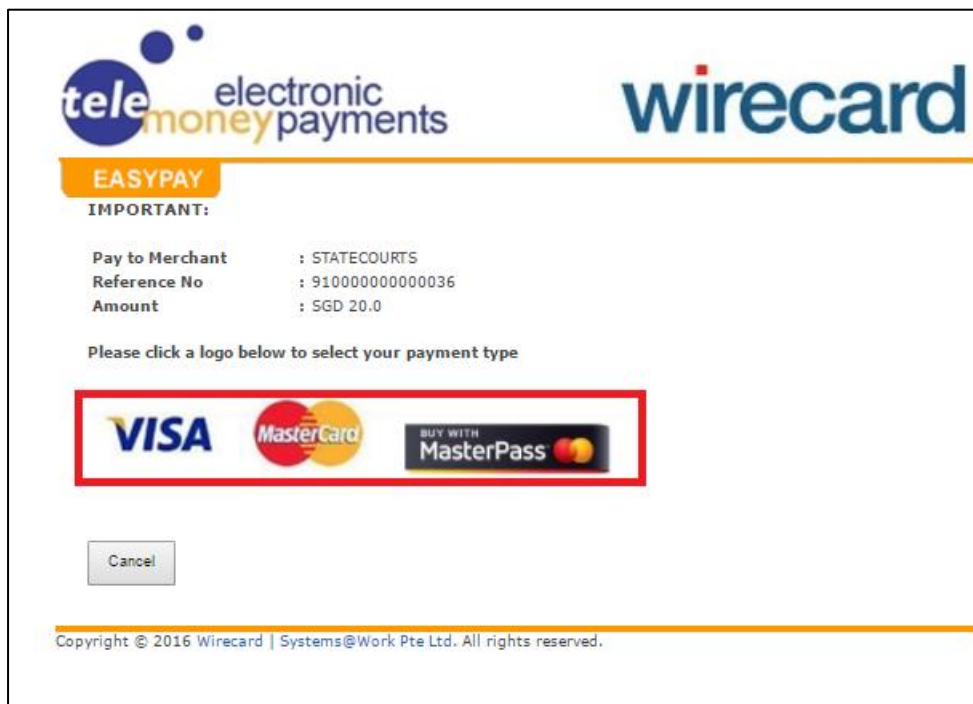 tele money electronic payments
wirecard
EASYPAY
IMPORTANT:
Pay to Merchant : STATECOURTS
Reference No : 910000000000036
Amount : SGD 20.0
Please click a logo below to select your payment type
VISA MasterCard BUY WITH MasterPass
Cancel
Copyright © 2016 Wirecard | Systems@Work Pte Ltd. All rights reserved.